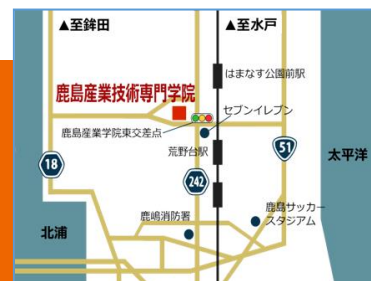 ▲至鉾田
▲至水戸
はまなす公園前駅
鹿島産業技術専門学院
セブンイレブン
鹿島産業学院東交差点
荒野台駅
51
太平洋
18
242
鹿島サッカー
スタジアム
鹿嶋消防署
北浦